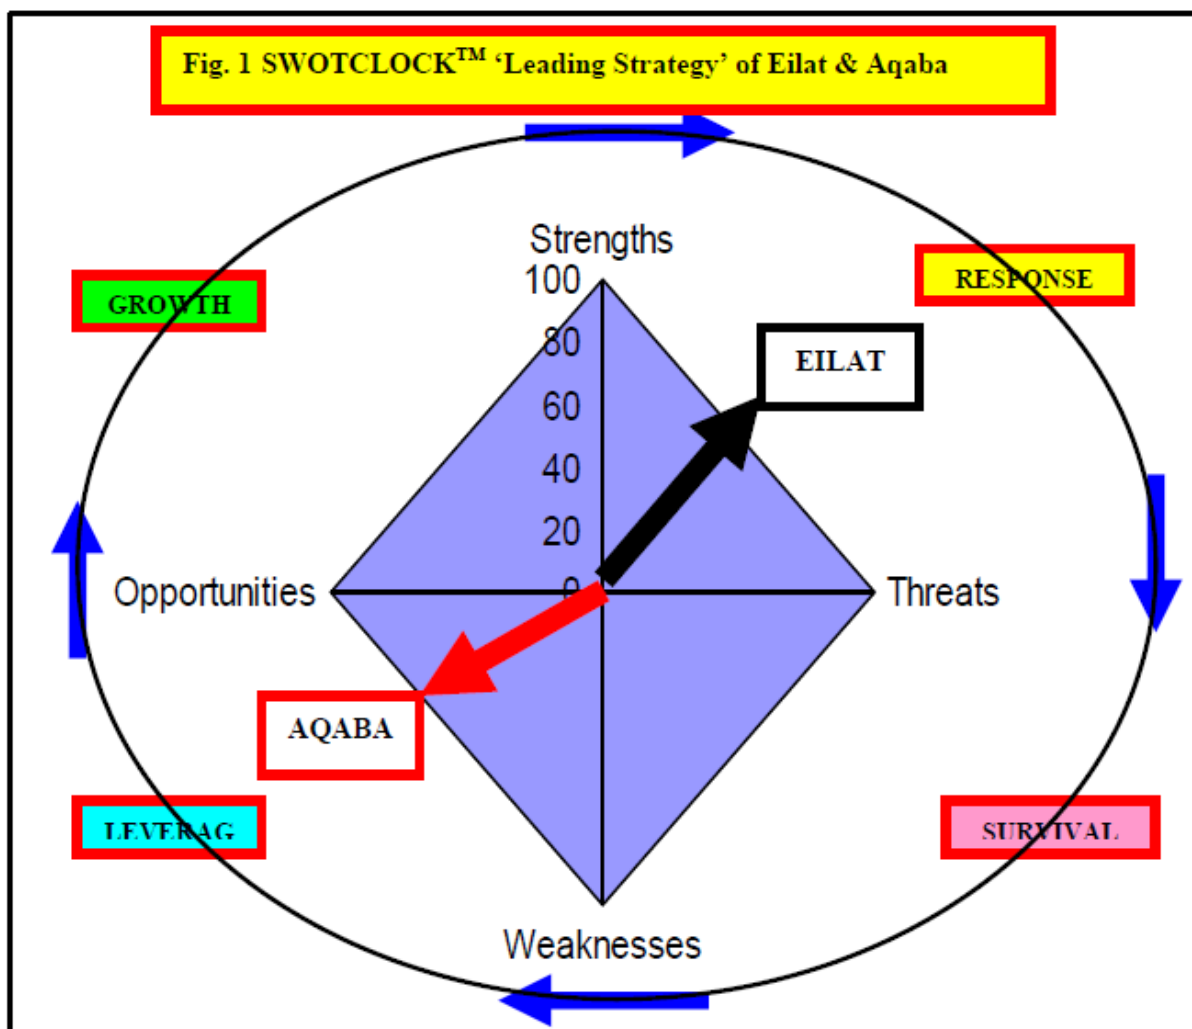 Fig. 1 SWOTCLOCK™ ‘Leading Strategy’ of Eilat & Aqaba
Strengths
100
GROWTH
RESPONSE
80
EILAT
60
40
20
Opportunities
0
Threats
AQABA
LEVERAG
SURVIVAL
Weaknesses